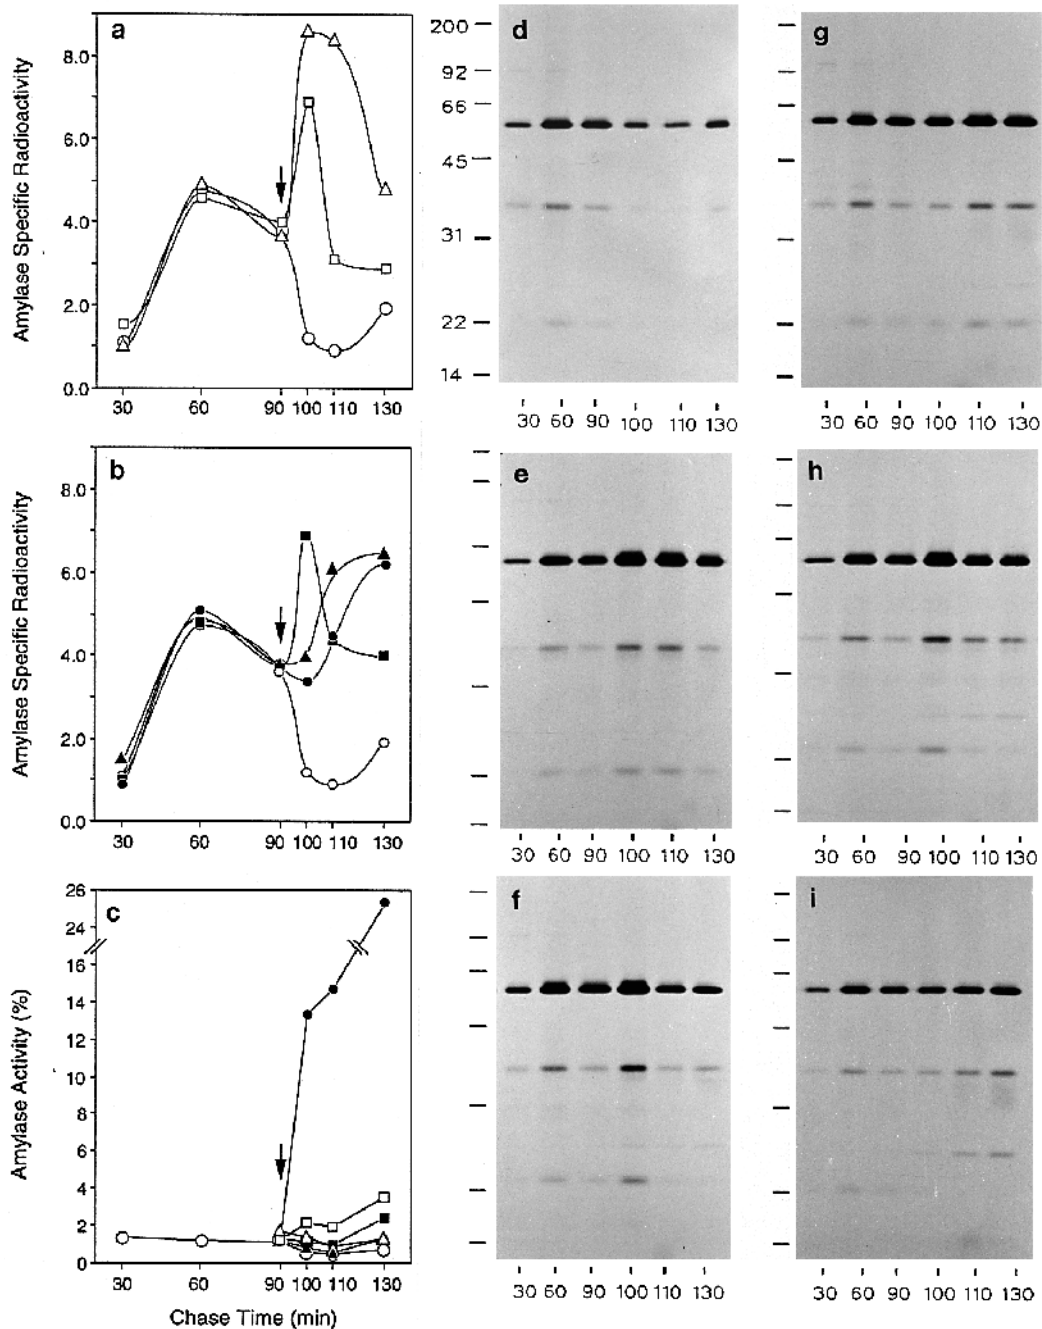 a
Amylase Specific Radioactivity
8.0
6.0
4.0
2.0
0.0
30 60 90 100 110 130
b
Amylase Specific Radioactivity
8.0
6.0
4.0
2.0
0.0
30 60 90 100 110 130
c
Amylase Activity (%)
26
24
16
14
12
10
8
6
4
2
0
30 60 90 100 110 130
Chase Time (min)
d
200
92
66
45
31
22
14
30 60 90 100 110 130
e
30 60 90 100 110 130
f
30 60 90 100 110 130
g
30 60 90 100 110 130
h
30 60 90 100 110 130
i
30 60 90 100 110 130